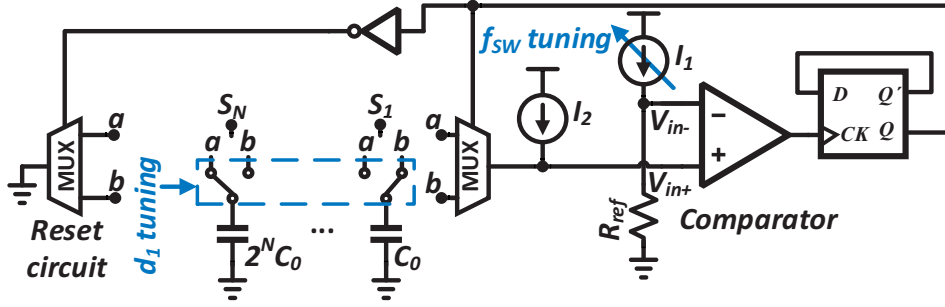 f_SW tuning
I_1
I_2
D Q´
CK Q
V_in-
−
+
V_in+
Comparator
R_ref
MUX
a
b
Reset
circuit
d_1 tuning
S_N
a b
2^N C_0
...
S_1
a b
C_0
a
b
MUX